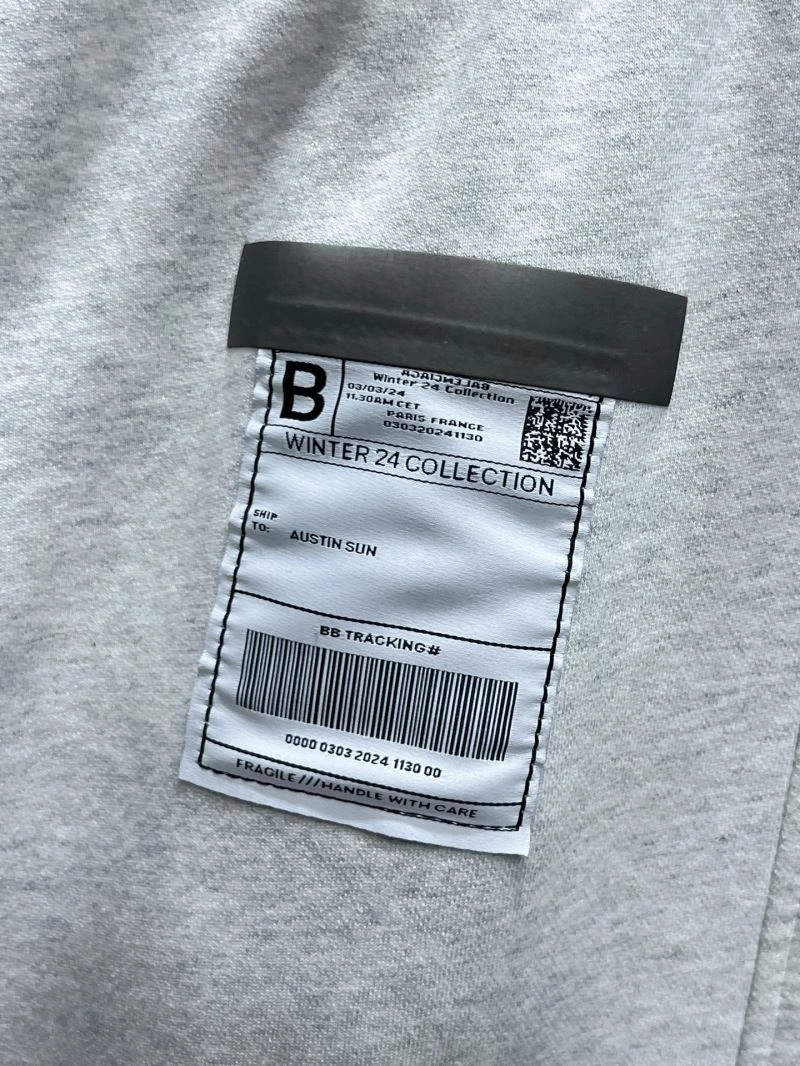 B
Winter 24 Collection
03/03/24
11.30AM CET
PARIS FRANCE
030320241130
WINTER 24 COLLECTION
SHIP TO:
AUSTIN SUN
BB TRACKING#
0000 0303 2024 1130 00
FRAGILE ///HANDLE WITH CARE